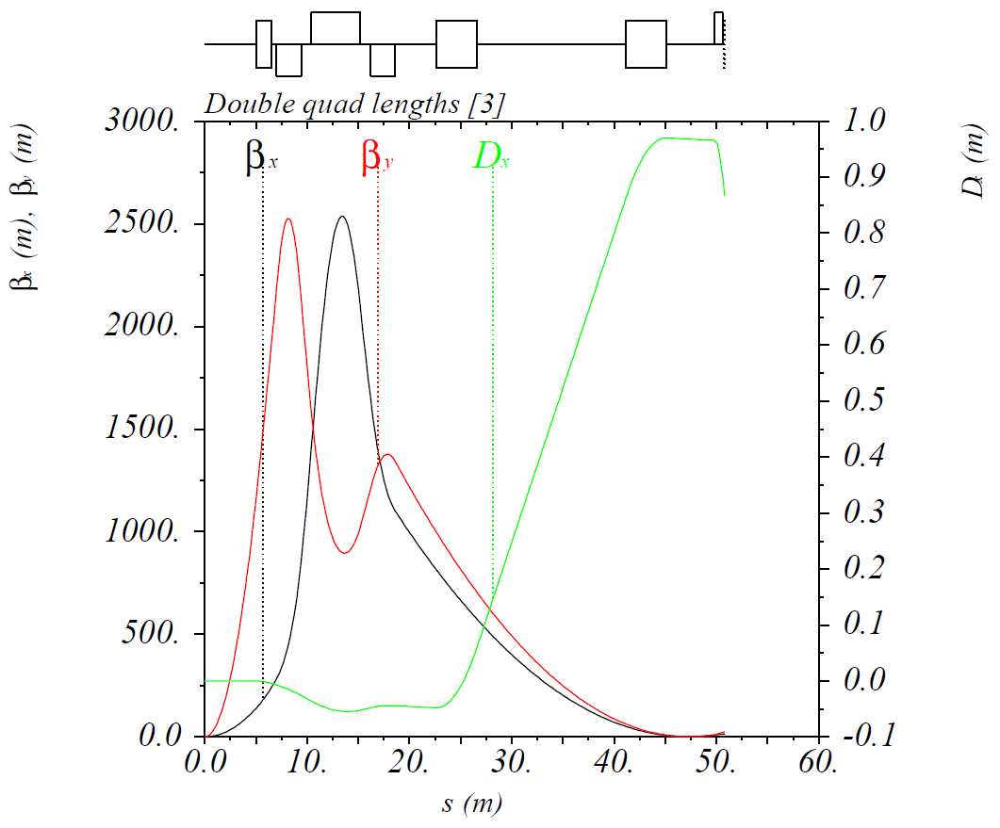 Double quad lengths [3]
βx (m), βy (m)
Dx (m)
βx
βy
Dx
3000.
2500.
2000.
1500.
1000.
500.
0.0
1.0
0.9
0.8
0.7
0.6
0.5
0.4
0.3
0.2
0.1
0.0
-0.1
0.0 10. 20. 30. 40. 50. 60.
s (m)